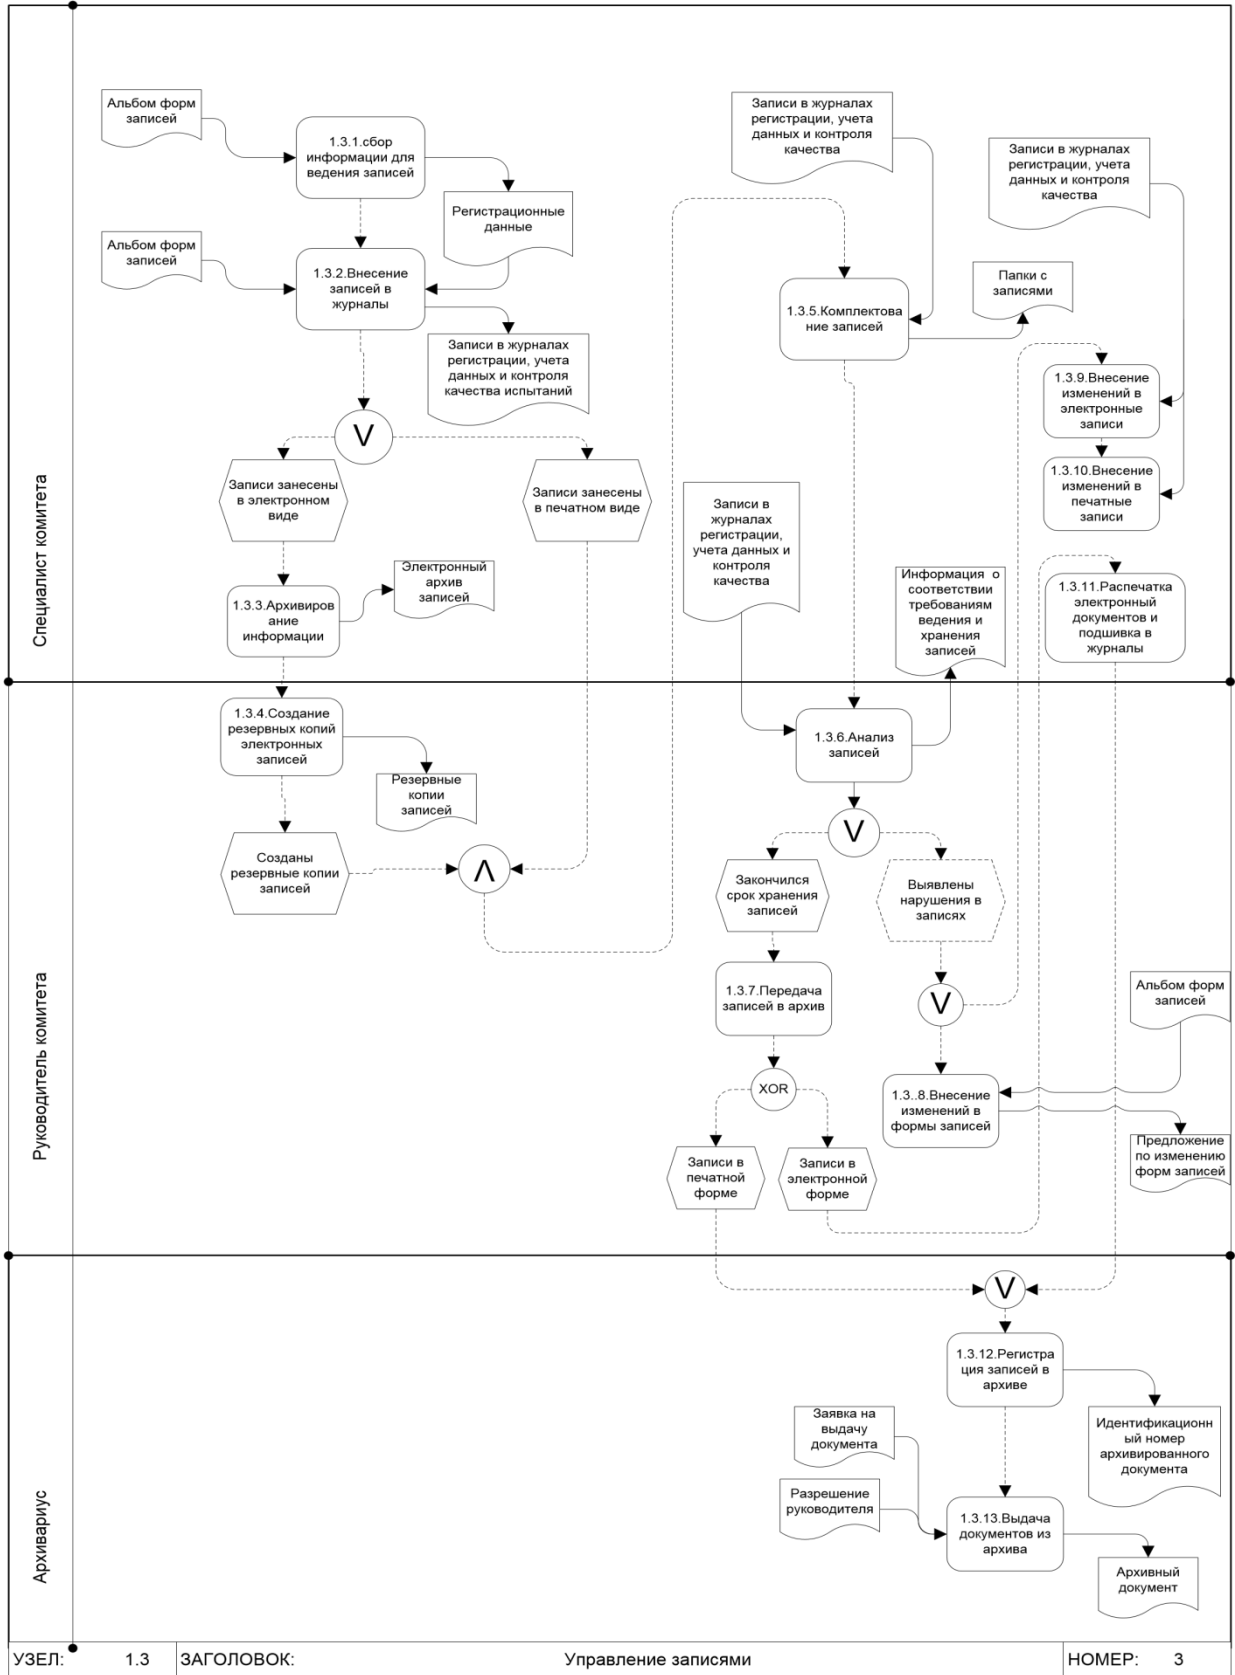 Альбом форм
записей
1.3.1.сбор
информации для
ведения записей
Регистрационные
данные
Альбом форм
записей
1.3.2.Внесение
записей в
журналы
Записи в журналах
регистрации, учета
данных и контроля
качества испытаний
V
Записи занесены
в электронном
виде
Записи занесены
в печатном виде
1.3.3.Архивиров
ание
информации
Электронный
архив
записей
Записи в журналах
регистрации, учета
данных и контроля
качества
Записи в журналах
регистрации, учета
данных и контроля
качества
1.3.5.Комплектова
ние записей
Папки с
записями
1.3.9.Внесение
изменений в
электронные
записи
1.3.10.Внесение
изменений в
печатные
записи
Записи в
журналах
регистрации,
учета данных и
контроля
качества
Информация о
соответствии
требованиям
ведения и
хранения
записей
1.3.11.Распечатка
электронный
документов и
подшивка в
журналы
Специалист комитета
1.3.4.Создание
резервных копий
электронных
записей
Резервные
копии
записей
Созданы
резервные копии
записей
Λ
1.3.6.Анализ
записей
V
Закончился
срок хранения
записей
Выявлены
нарушения в
записях
1.3.7.Передача
записей в архив
V
Альбом форм
записей
XOR
1.3..8.Внесение
изменений в
формы записей
Предложение
по изменению
форм записей
Записи в
печатной
форме
Записи в
электронной
форме
Руководитель комитета
V
1.3.12.Регистра
ция записей в
архиве
Идентификационн
ый номер
архивированного
документа
Заявка на
выдачу
документа
Разрешение
руководителя
1.3.13.Выдача
документов из
архива
Архивный
документ
Архивариус
УЗЕЛ: 1.3 ЗАГОЛОВОК: Управление записями НОМЕР: 3